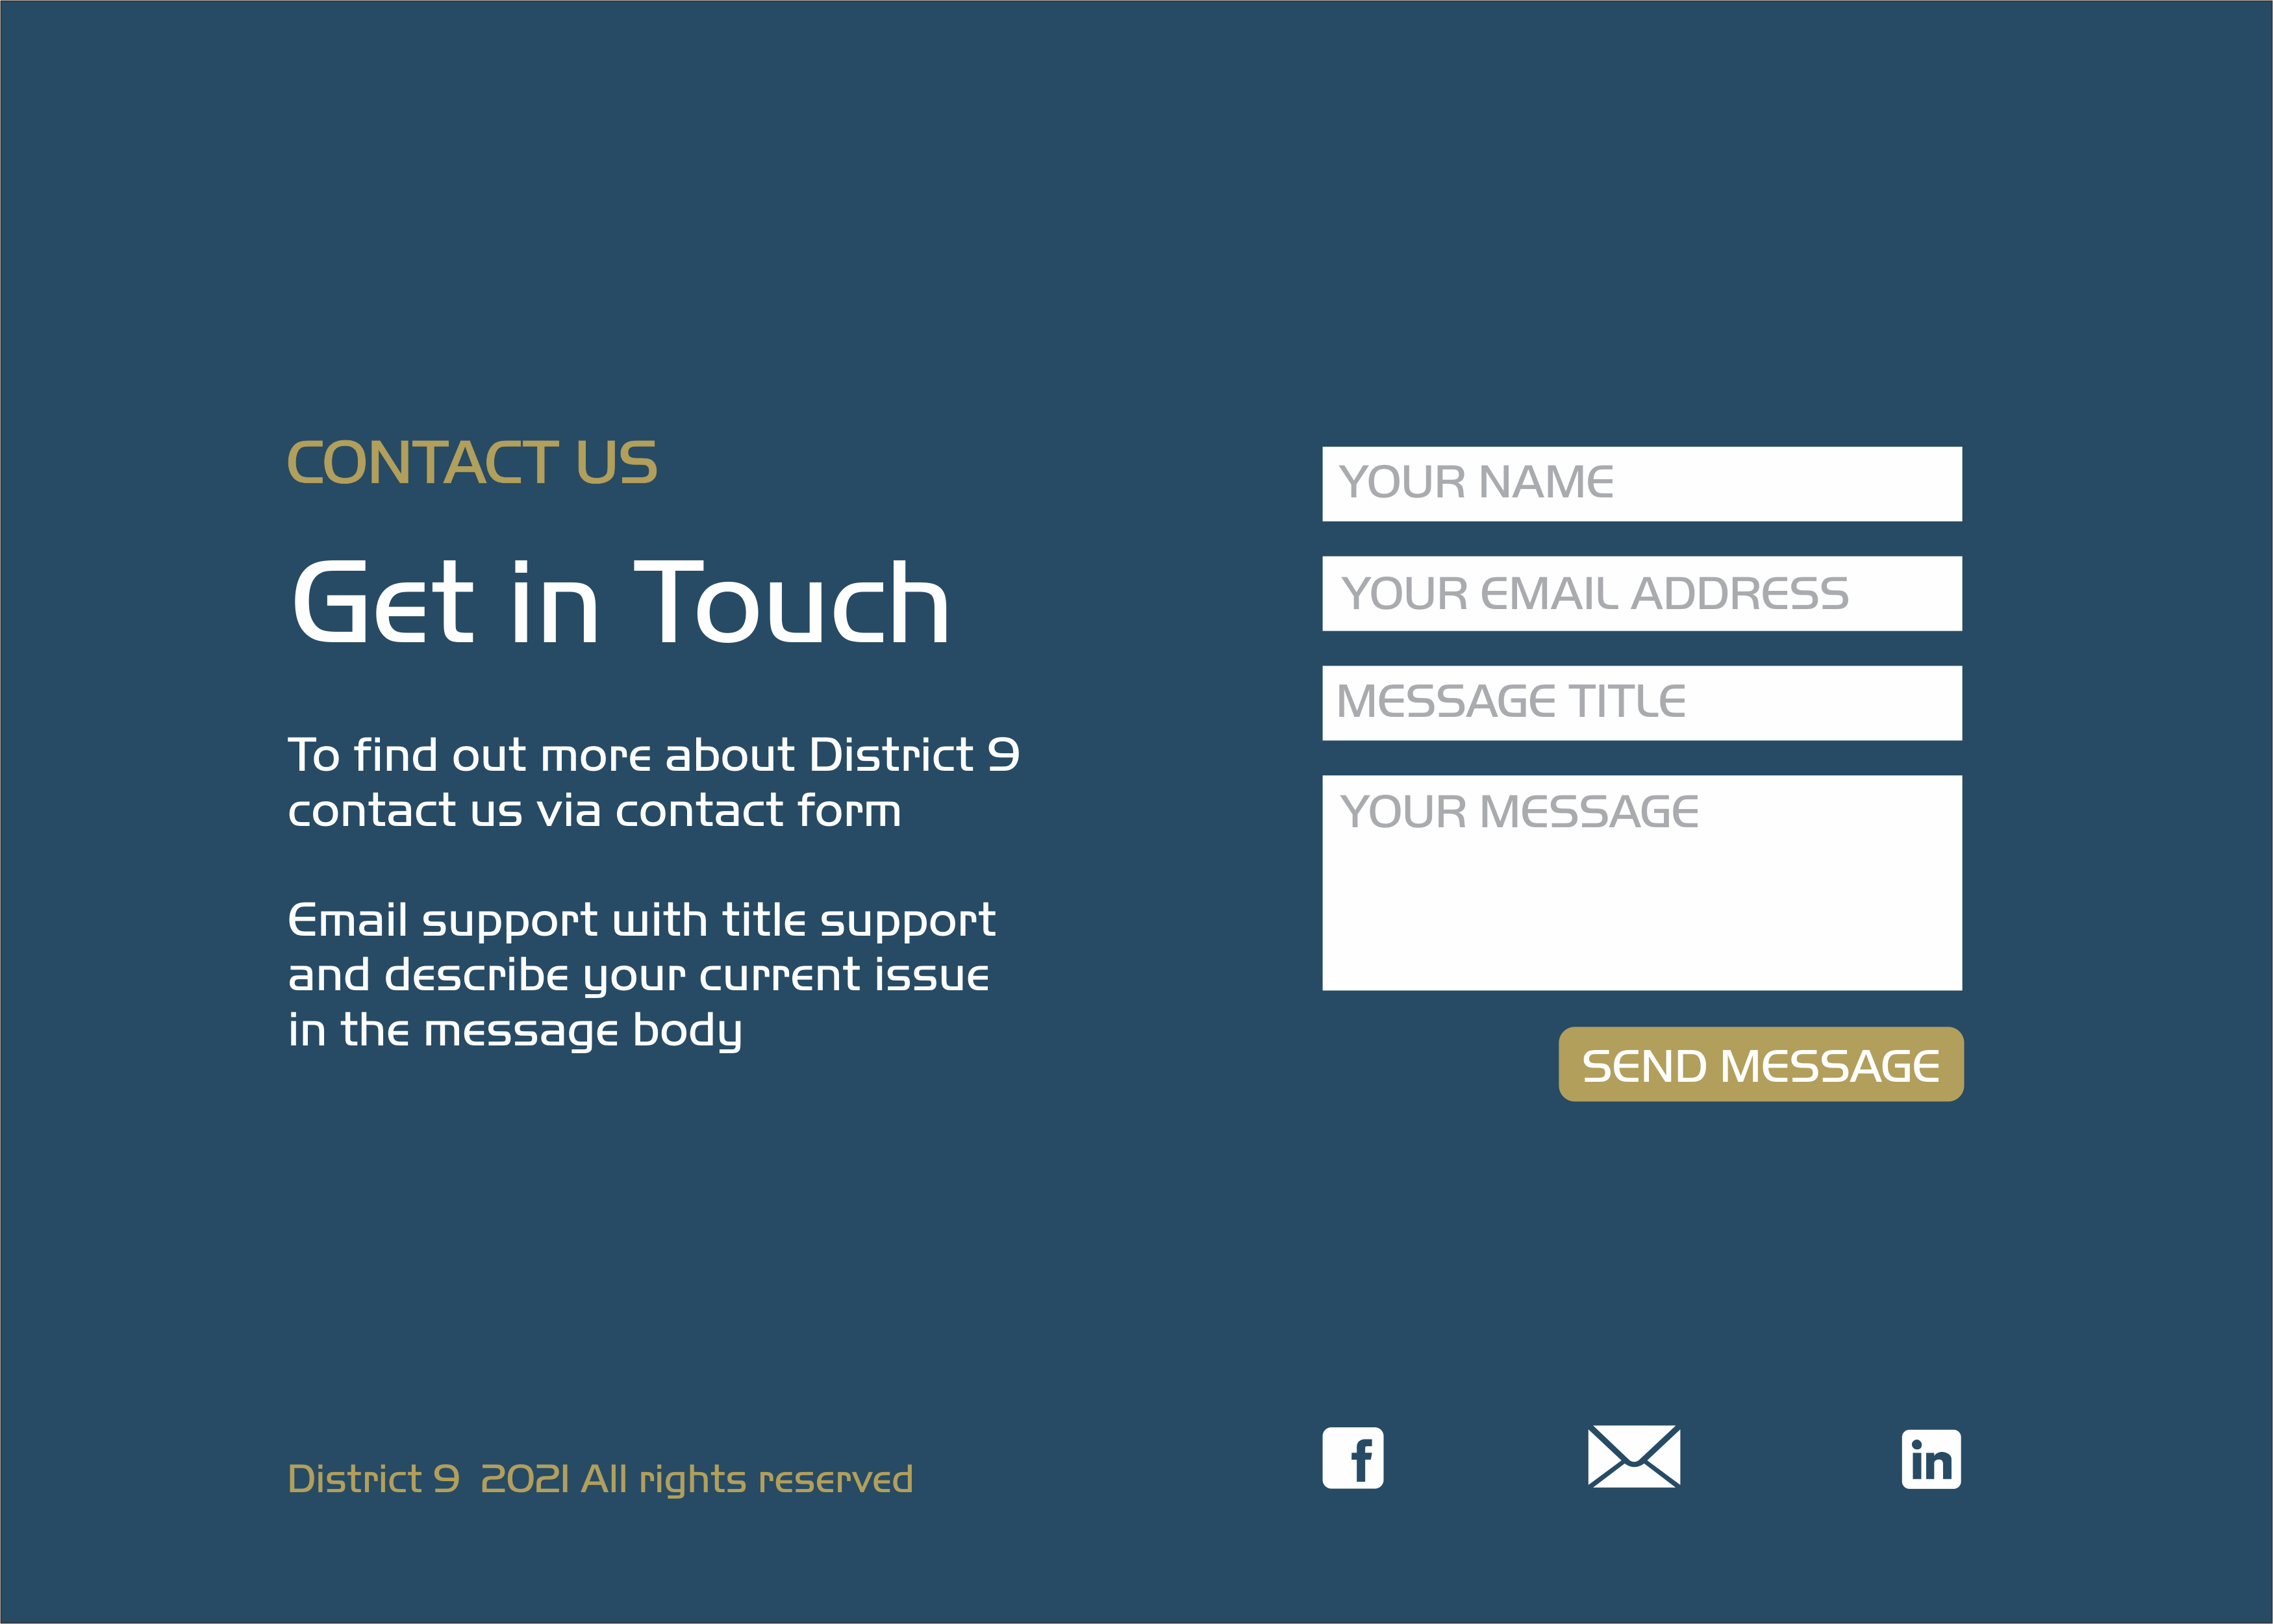 CONTACT US
Get in Touch
To find out more about District 9
contact us via contact form
Email support with title support
and describe your current issue
in the message body
YOUR NAME
YOUR EMAIL ADDRESS
MESSAGE TITLE
YOUR MESSAGE
SEND MESSAGE
District 9  2021 All rights reserved
f
in